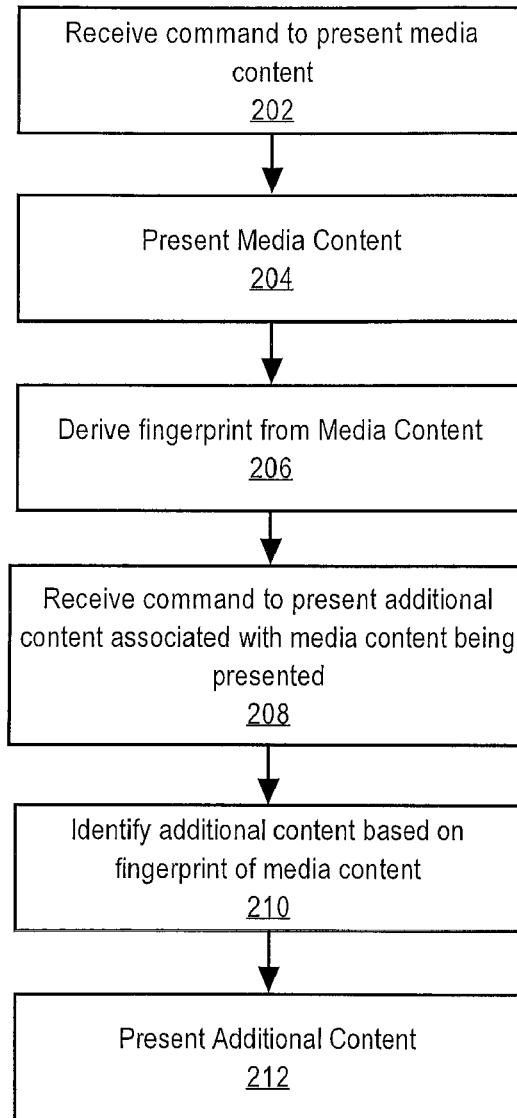 Receive command to present media
content
202
Present Media Content
204
Derive fingerprint from Media Content
206
Receive command to present additional
content associated with media content being
presented
208
Identify additional content based on
fingerprint of media content
210
Present Additional Content
212